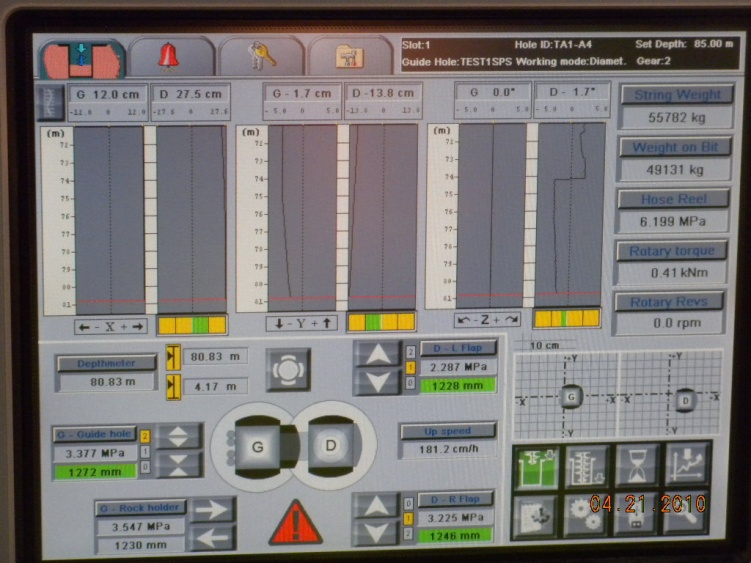 Slot:1 Hole ID:TA1-A4 Set Depth: 85.00 m
Guide Hole:TEST1SPS Working mode:Diamet. Gear:2
G 12.0 cm D 27.5 cm G - 1.7 cm D -13.8 cm G 0.0° D - 1.7° String Weight
-12.0 0 12.0 -27.6 0 27.6 - 5.0 0 5.0 -13.8 0 13.8 - 5.0 0 5.0 - 5.0 0 5.0
55782 kg
(m) (m) (m)
Weight on Bit
49131 kg
72 72 72
73 73 73
74 74 74
75 75 75
76 76 76
77 77 77
78 78 78
79 79 79
80 80 80
81 81 81
Hose Reel
6.199 MPa
Rotary torque
0.41 kNm
Rotary Revs
0.0 rpm
← - X + → ↓ - Y + ↑ - Z +
Depthmeter
80.83 m
80.83 m
4.17 m
D - L Flap
2.287 MPa
1228 mm
2
1
0
10 cm
+Y +Y
-X G -X D
-Y -Y
G - Guide hole
3.377 MPa
1272 mm
2
1
0
G D
Up speed
181.2 cm/h
G - Rock holder
3.547 MPa
1230 mm
D - R Flap
3.225 MPa
1246 mm
0
1
2
04.21.2010